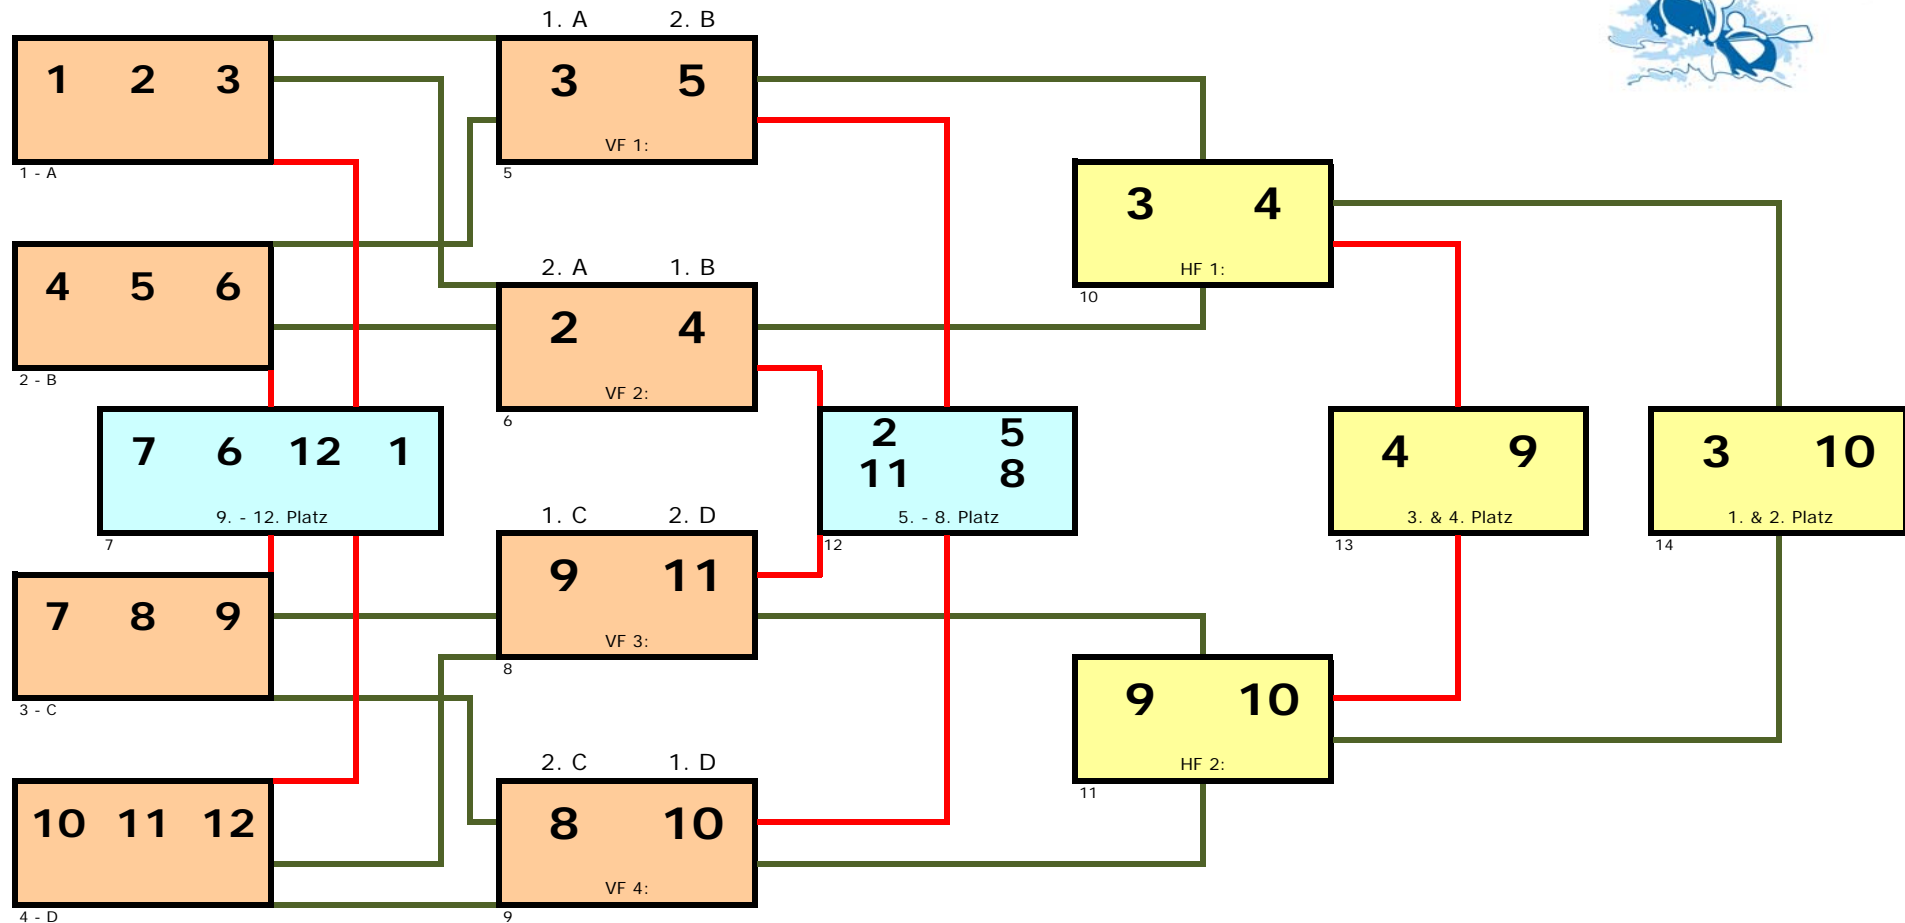 1. A 2. B
1 2 3
3 5
VF 1:
1 - A
5
3 4
HF 1:
10
4 5 6
2. A 1. B
2 4
VF 2:
2 - B
6
7 6 12 1
9. - 12. Platz
7
2 5
11 8
5. - 8. Platz
12
4 9
3. & 4. Platz
13
3 10
1. & 2. Platz
14
1. C 2. D
9 11
VF 3:
8
7 8 9
3 - C
9 10
HF 2:
11
2. C 1. D
10 11 12
8 10
VF 4:
4 - D
9